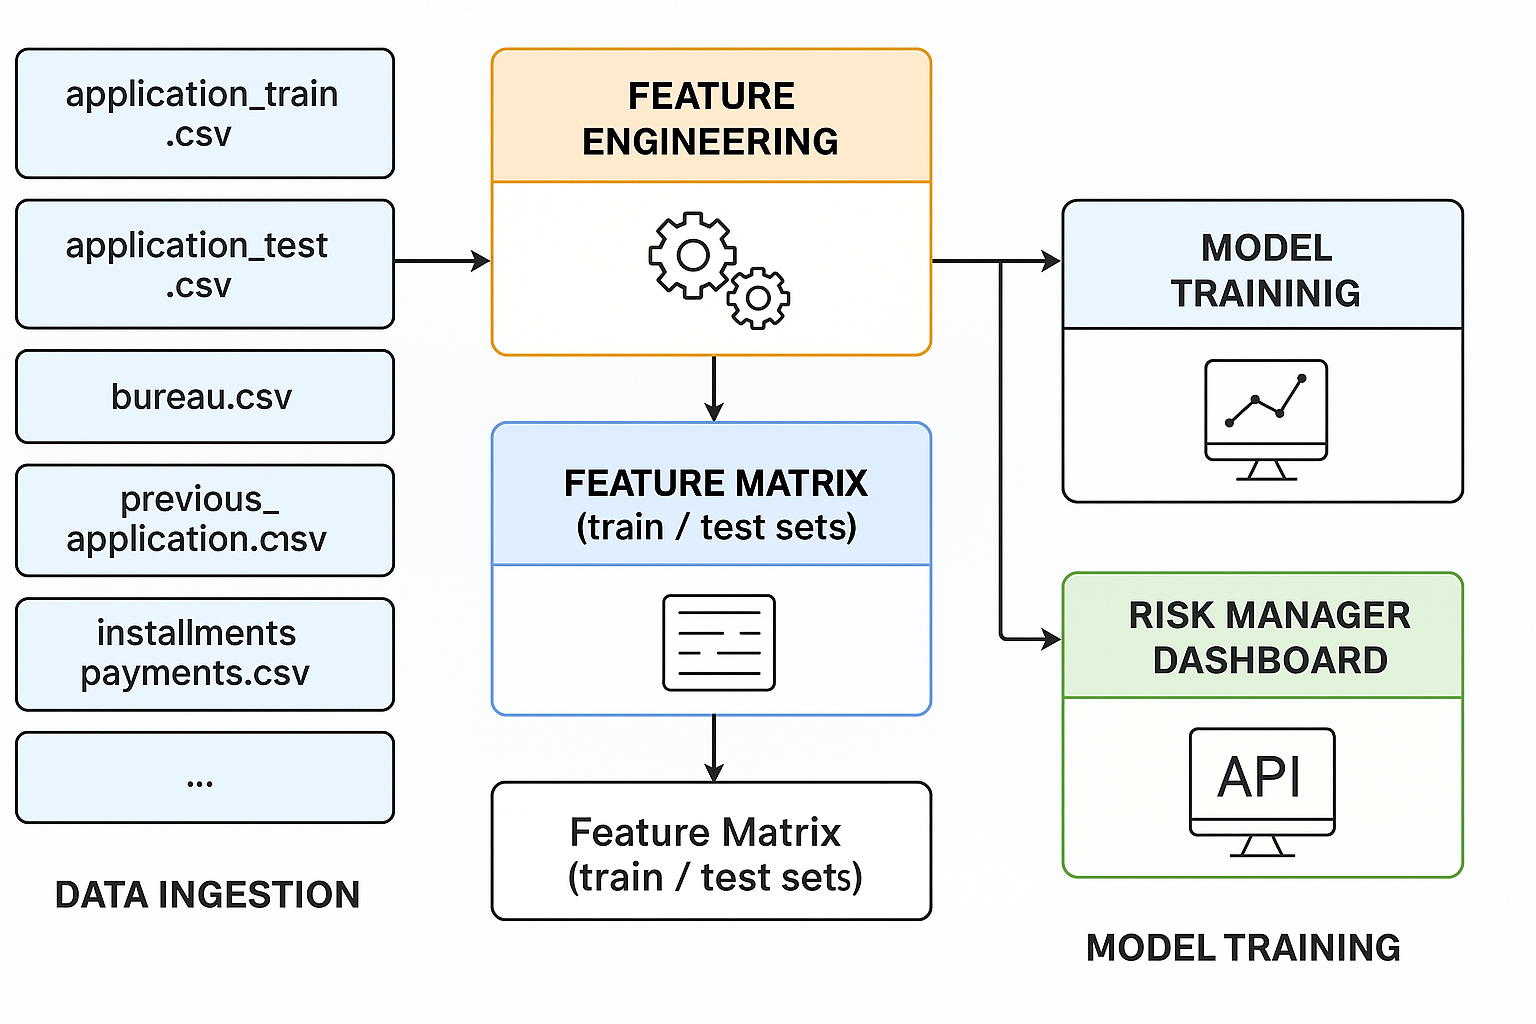 application_train
.csv
application_test
.csv
bureau.csv
previous_
application.cnsv
installments
payments.csv
...
DATA INGESTION
FEATURE
ENGINEERING
FEATURE MATRIX
(train / test sets)
Feature Matrix
(train / test sets)
MODEL
TRAININIG
RISK MANAGER
DASHBOARD
API
MODEL TRAINING